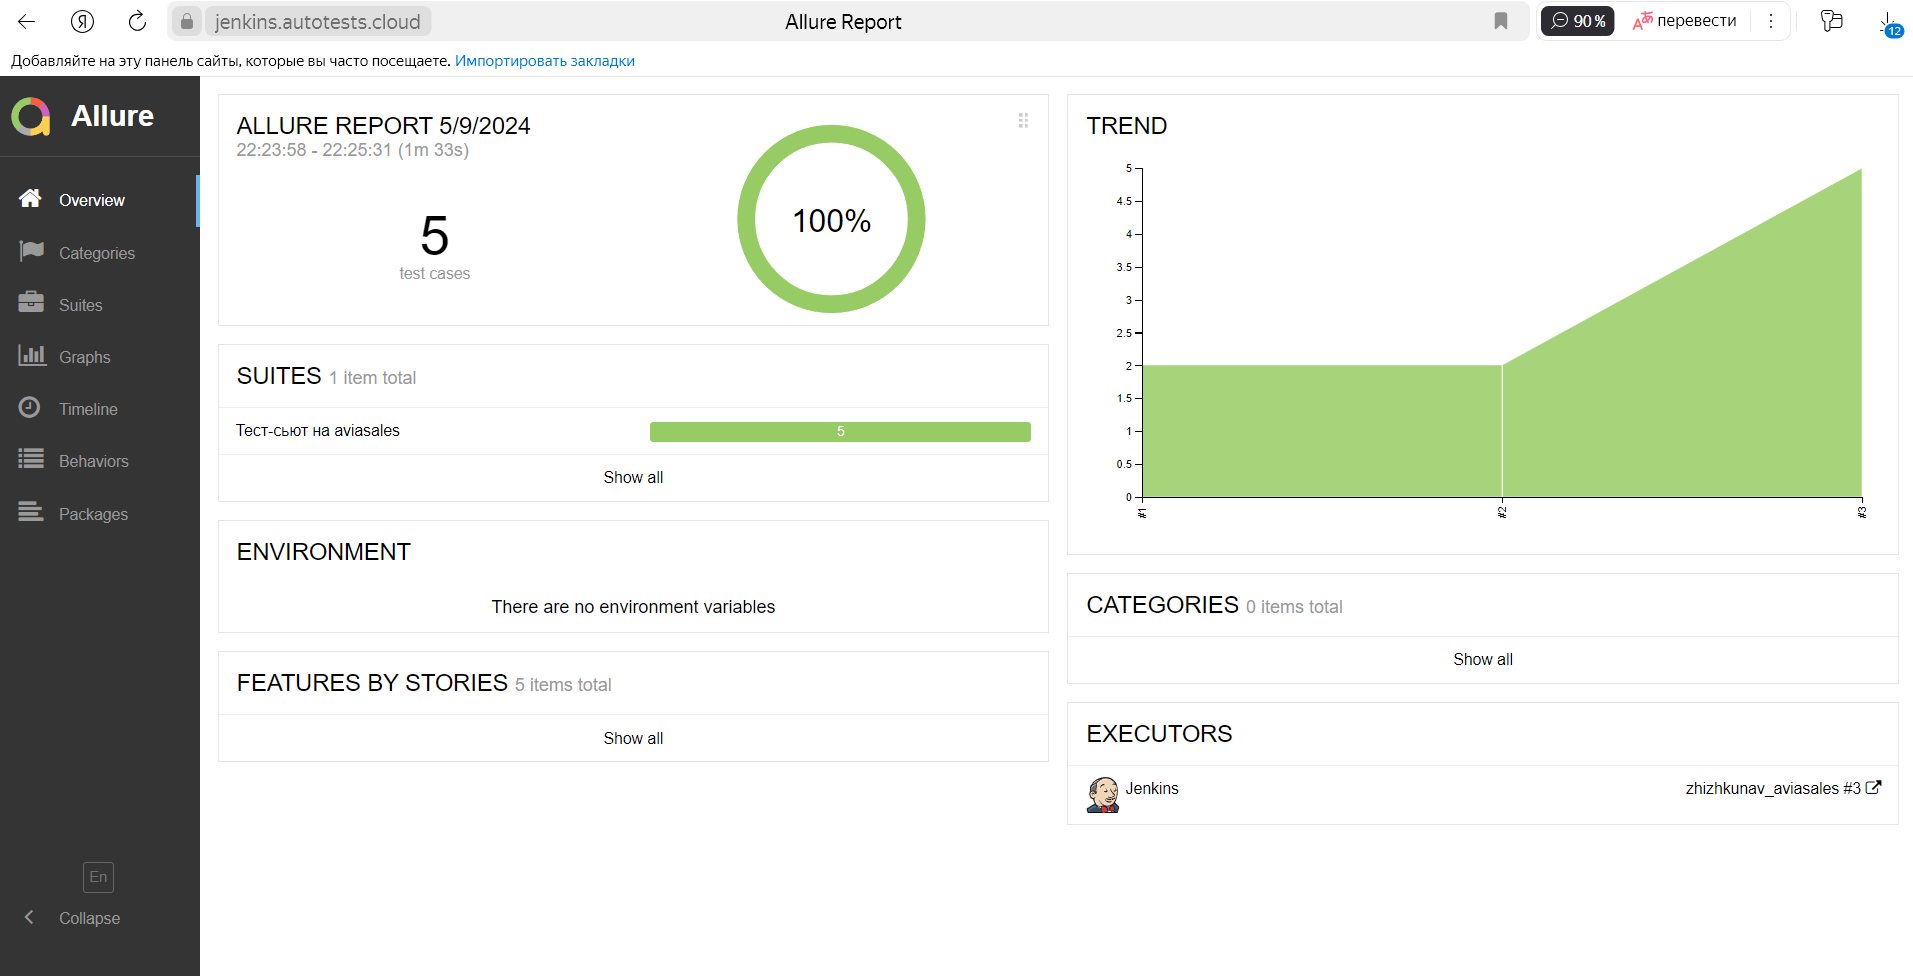 jenkins.autotests.cloud
Allure Report
90%
перевести
12
Добавляйте на эту панель сайты, которые вы часто посещаете. Импортировать закладки
Allure
Overview
Categories
Suites
Graphs
Timeline
Behaviors
Packages
En
Collapse
ALLURE REPORT 5/9/2024
22:23:58 - 22:25:31 (1m 33s)
5
test cases
100%
SUITES 1 item total
Тест-сьют на aviasales
5
Show all
ENVIRONMENT
There are no environment variables
FEATURES BY STORIES 5 items total
Show all
TREND
5
4.5
4
3.5
3
2.5
2
1.5
1
0.5
0
#1
#2
#3
CATEGORIES 0 items total
Show all
EXECUTORS
Jenkins
zhizhkunav_aviasales #3